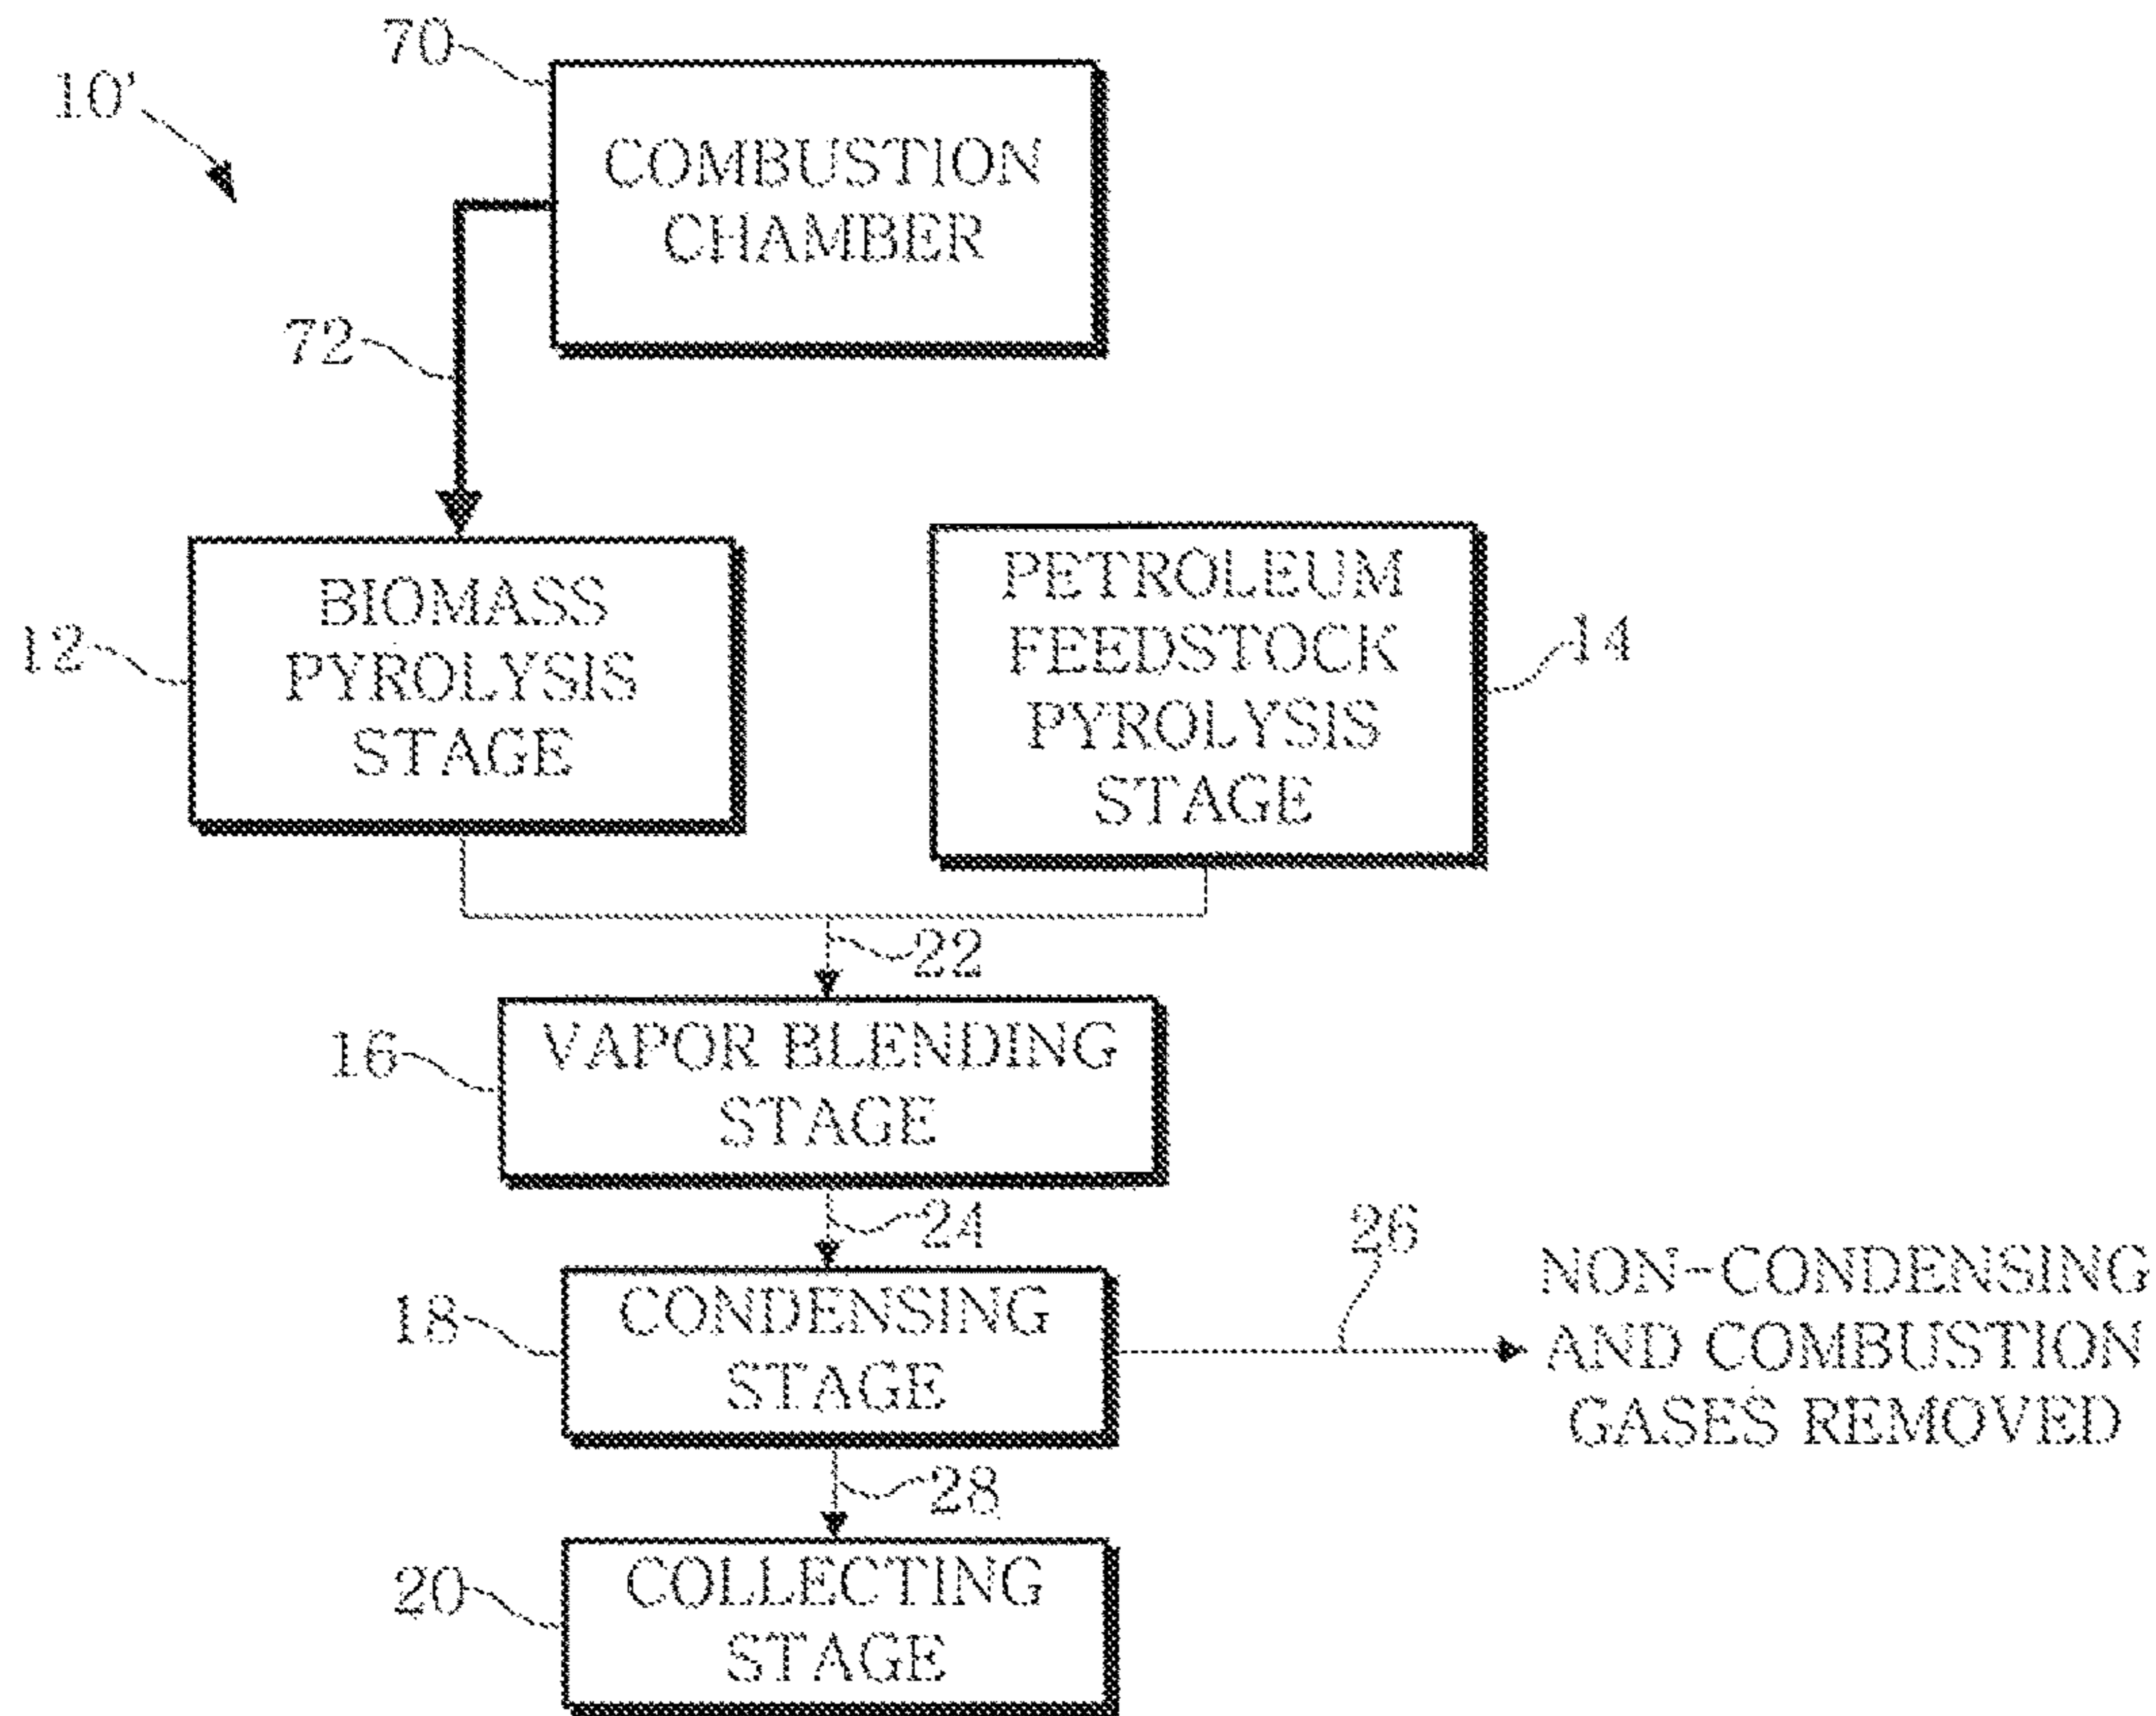 70
10'
COMBUSTION
CHAMBER
72
BIOMASS
PYROLYSIS
STAGE
12
PETROLEUM
FEEDSTOCK
PYROLYSIS
STAGE
14
22
16
VAPOR BLENDING
STAGE
24
26
18
CONDENSING
STAGE
NON-CONDENSING
AND COMBUSTION
GASES REMOVED
28
20
COLLECTING
STAGE